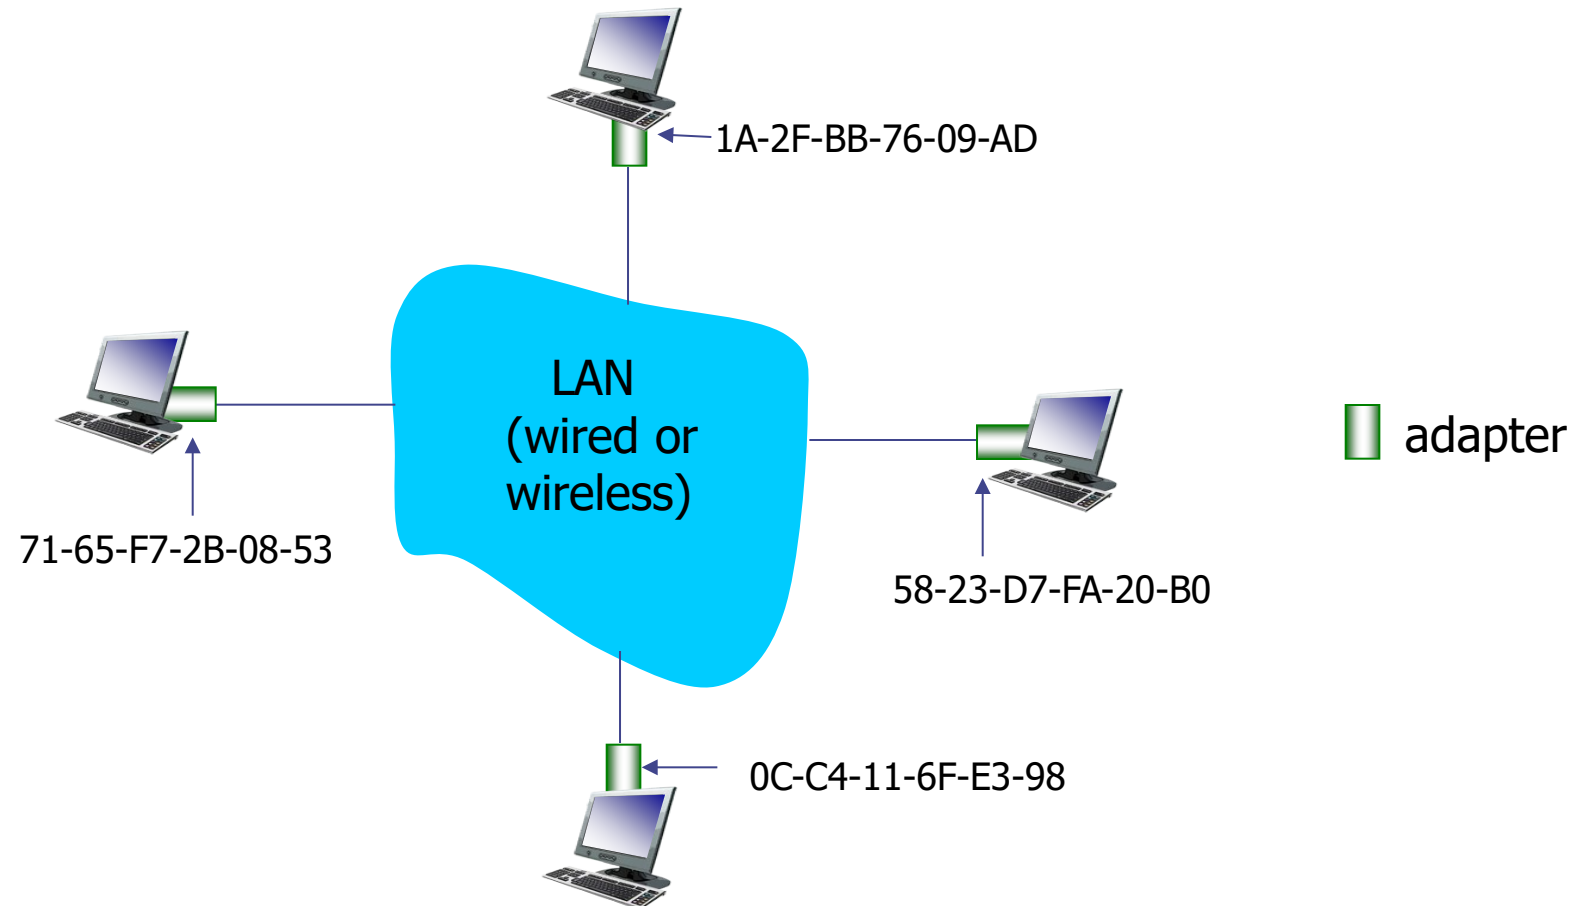 1A-2F-BB-76-09-AD
LAN
(wired or
wireless)
adapter
71-65-F7-2B-08-53
58-23-D7-FA-20-B0
0C-C4-11-6F-E3-98